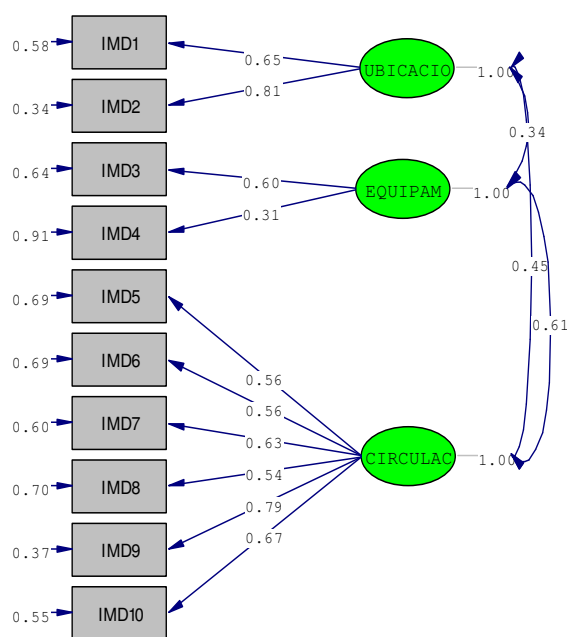 0.58 IMD1
0.65 UBICACIO 1.00
0.81
0.34 IMD2
0.34
0.64 IMD3
0.60 EQUIPAM 1.00
0.31
0.91 IMD4
0.45
0.69 IMD5
0.61
0.69 IMD6
0.56
0.56
0.60 IMD7
0.63
CIRCULAC 1.00
0.70 IMD8
0.54
0.79
0.37 IMD9
0.67
0.55 IMD10